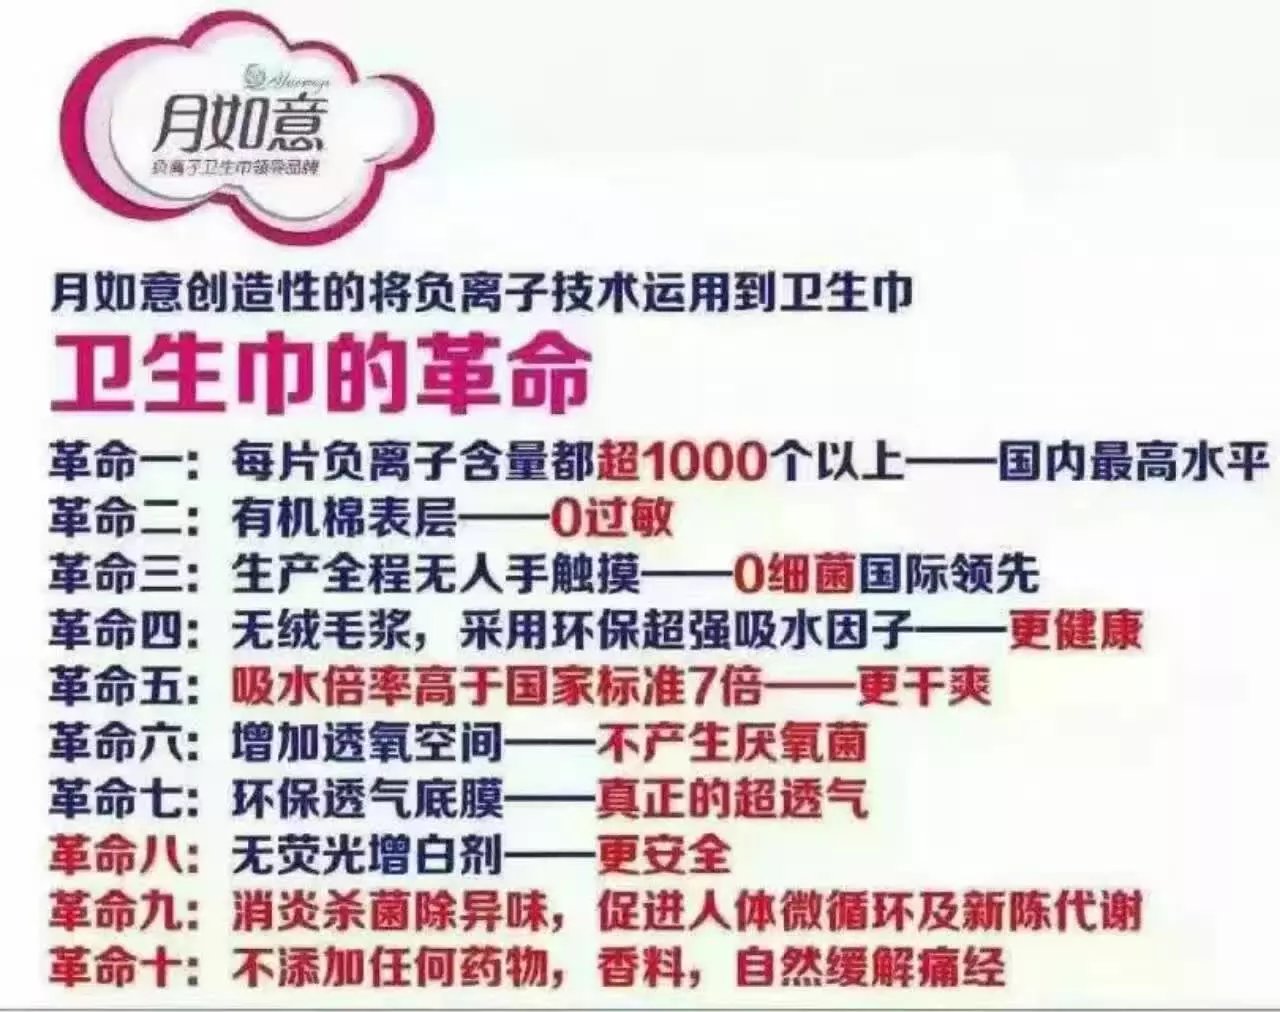 月如意
负离子卫生巾领导品牌
月如意创造性的将负离子技术运用到卫生巾
卫生巾的革命
革命一：每片负离子含量都超1000个以上——国内最高水平
革命二：有机棉表层——0过敏
革命三：生产全程无人手触摸——0细菌国际领先
革命四：无绒毛浆，采用环保超强吸水因子——更健康
革命五：吸水倍率高于国家标准7倍——更干爽
革命六：增加透氧空间——不产生厌氧菌
革命七：环保透气底膜——真正的超透气
革命八：无荧光增白剂——更安全
革命九：消炎杀菌除异味，促进人体微循环及新陈代谢
革命十：不添加任何药物，香料，自然缓解痛经